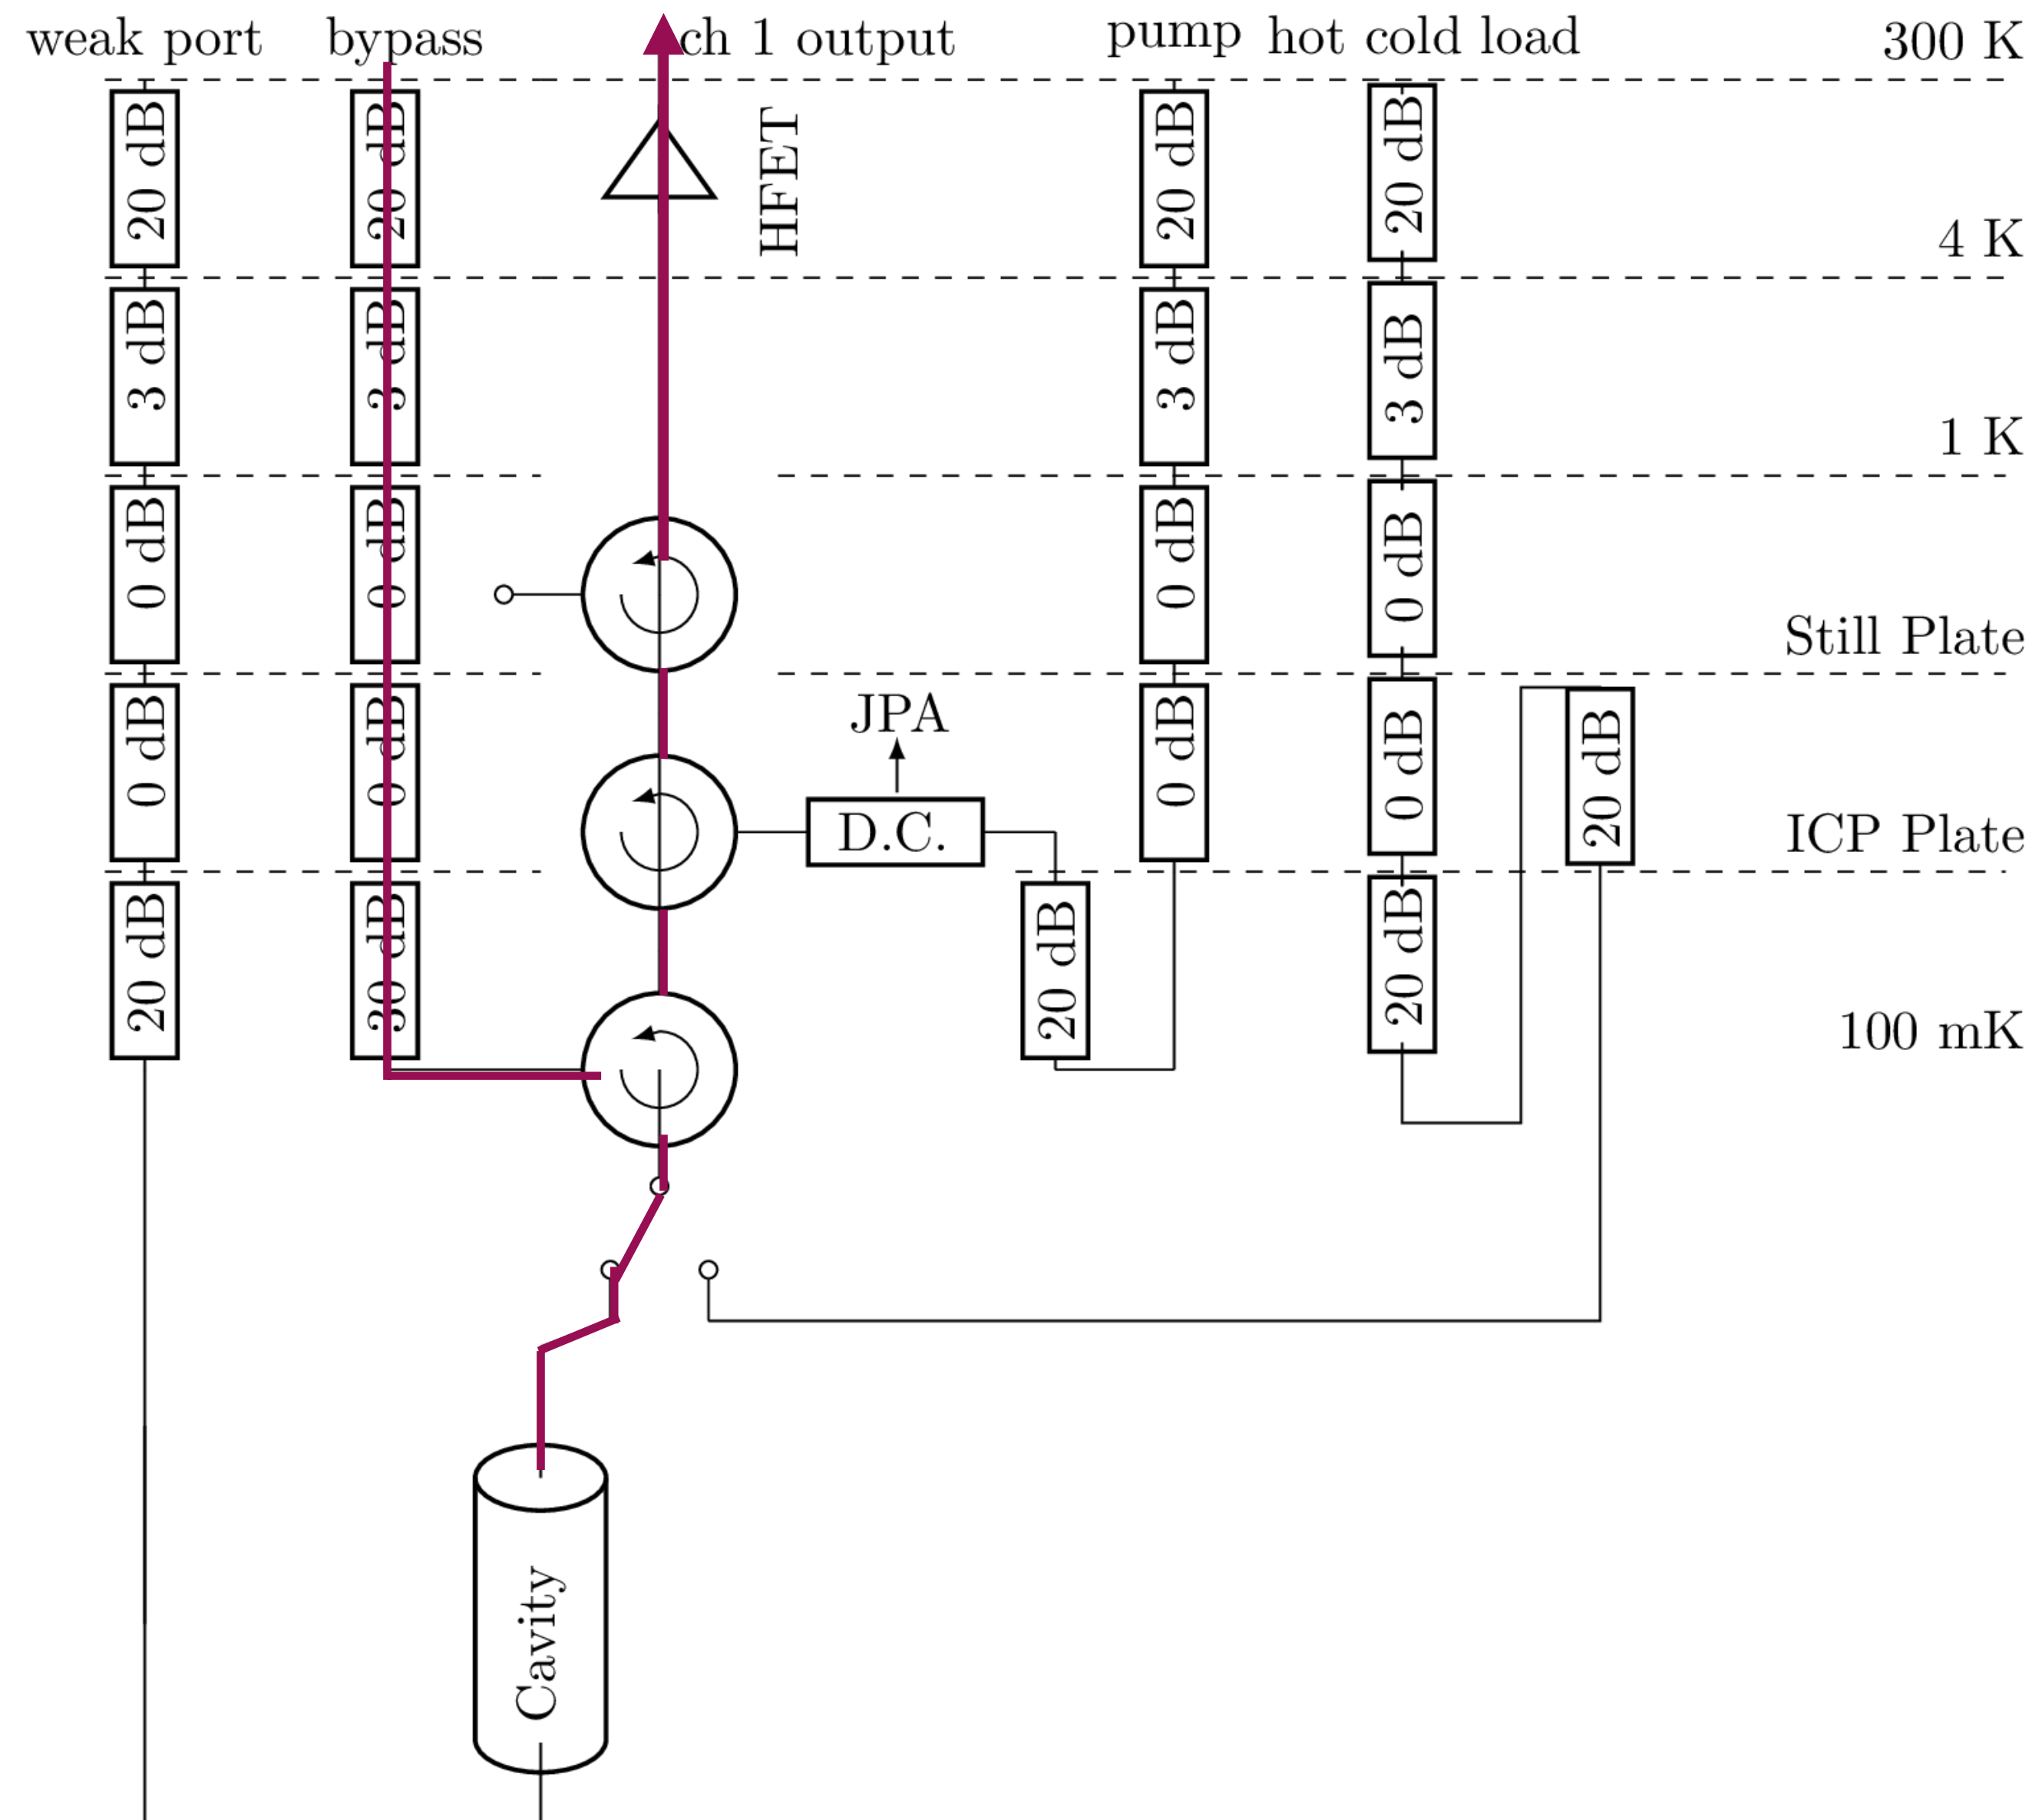 weak port
bypass
ch 1 output
pump
hot cold load
300 K
20 dB
20 dB
HFET
20 dB
20 dB
4 K
3 dB
3 dB
3 dB
3 dB
1 K
0 dB
0 dB
0 dB
0 dB
Still Plate
0 dB
0 dB
JPA
D.C.
0 dB
0 dB
20 dB
ICP Plate
20 dB
30 dB
20 dB
20 dB
100 mK
Cavity